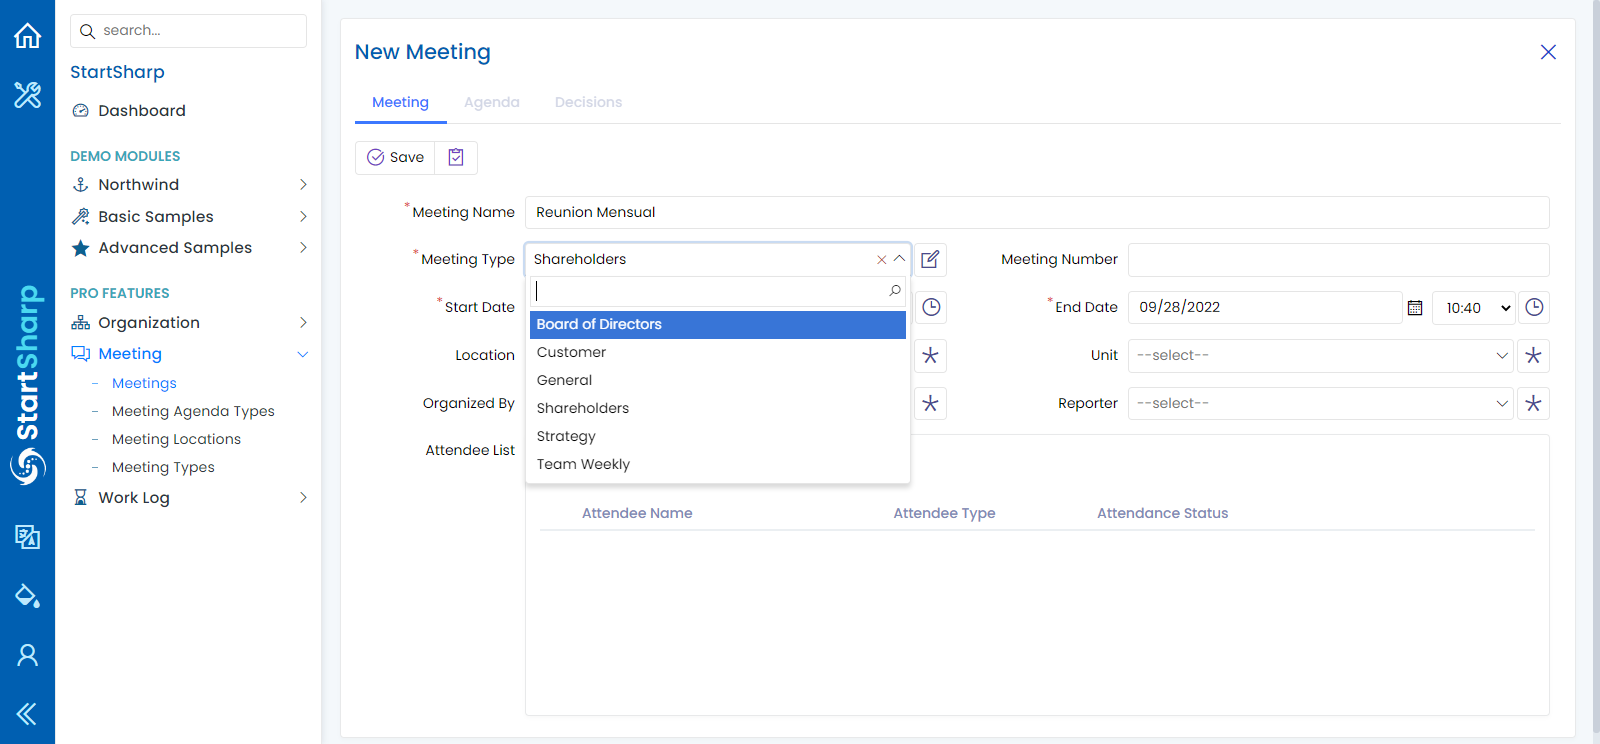 search...
StartSharp
Dashboard
DEMO MODULES
Northwind
Basic Samples
Advanced Samples
PRO FEATURES
Organization
Meeting
Meetings
Meeting Agenda Types
Meeting Locations
Meeting Types
Work Log
StartSharp
New Meeting
Meeting Agenda Decisions
Save
*Meeting Name Reunion Mensual
*Meeting Type Shareholders Meeting Number
Board of Directors
Customer
General
Shareholders
Strategy
Team Weekly
*Start Date *End Date 09/28/2022 10:40
Location Unit --select--
Organized By Reporter --select--
Attendee List
Attendee Name Attendee Type Attendance Status